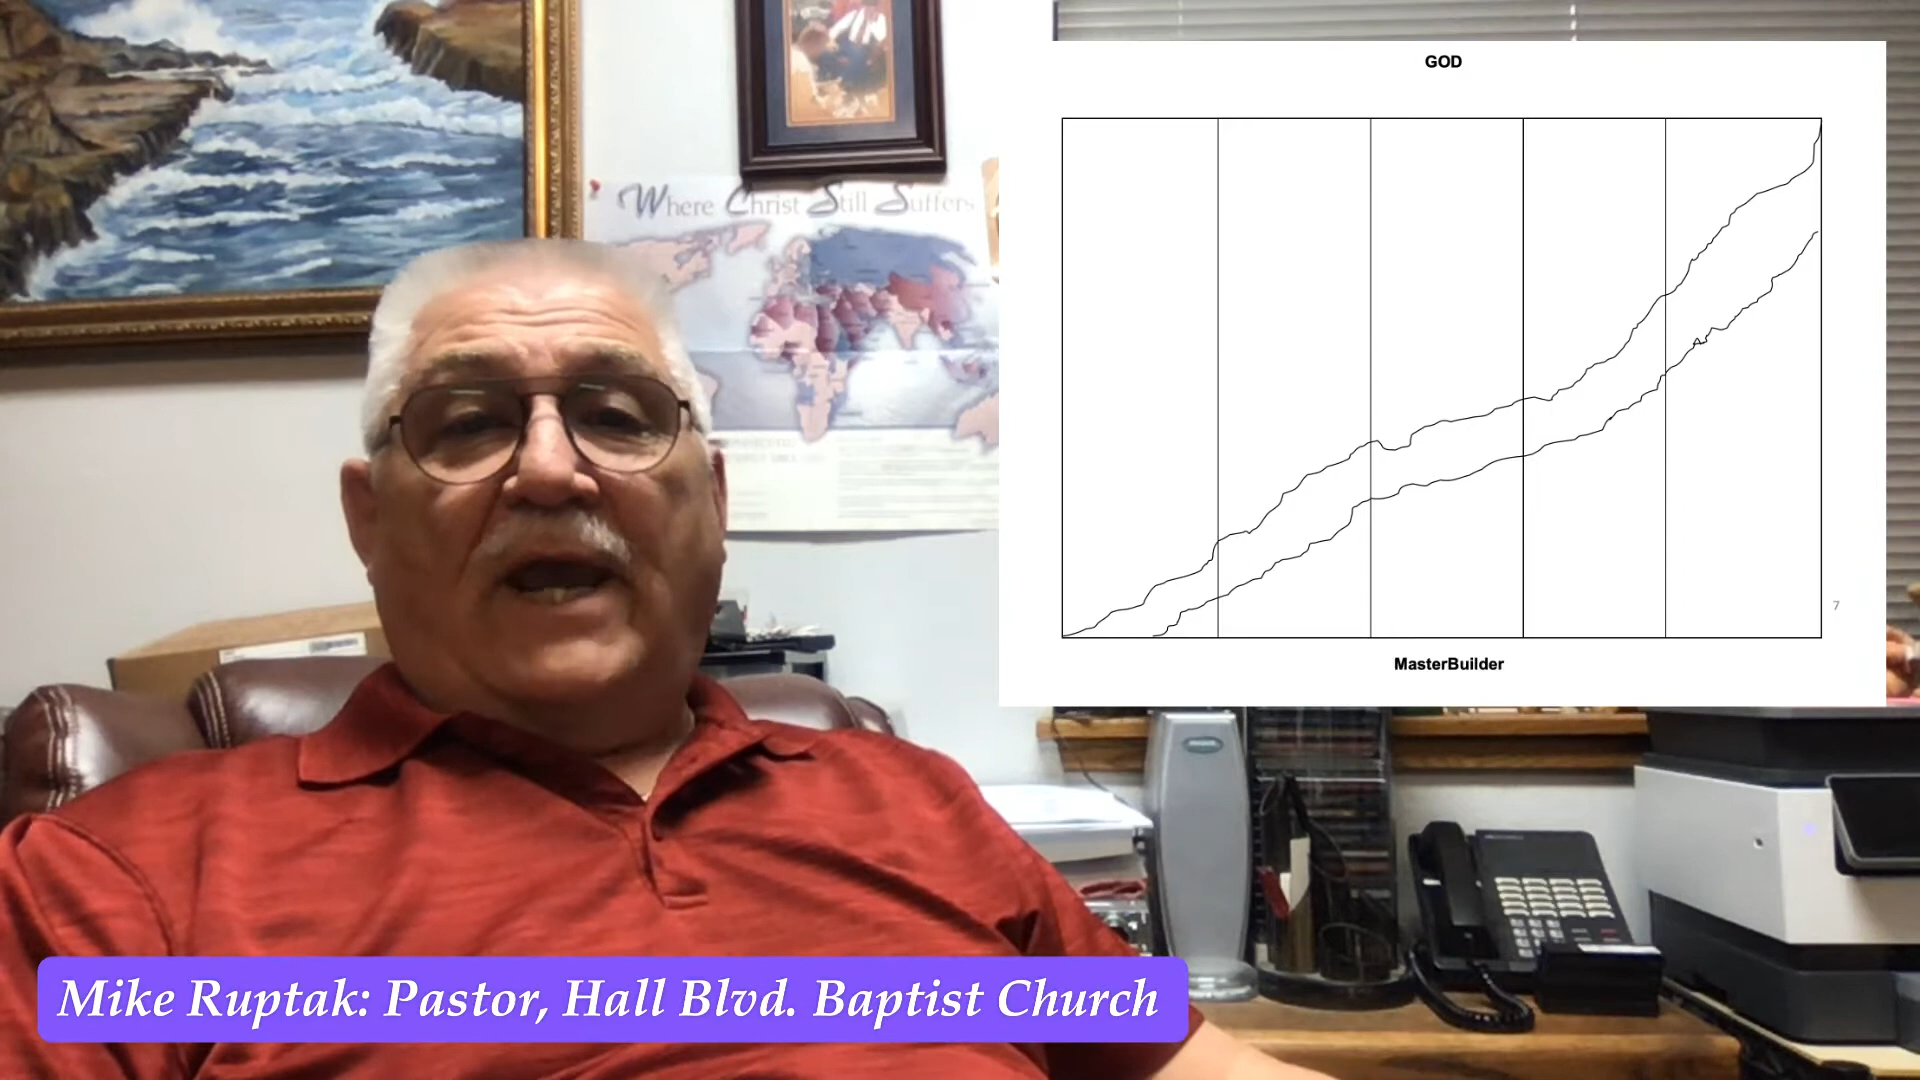 Where Christ Still Suffers
GOD
7
MasterBuilder
Mike Ruptak: Pastor, Hall Blvd. Baptist Church